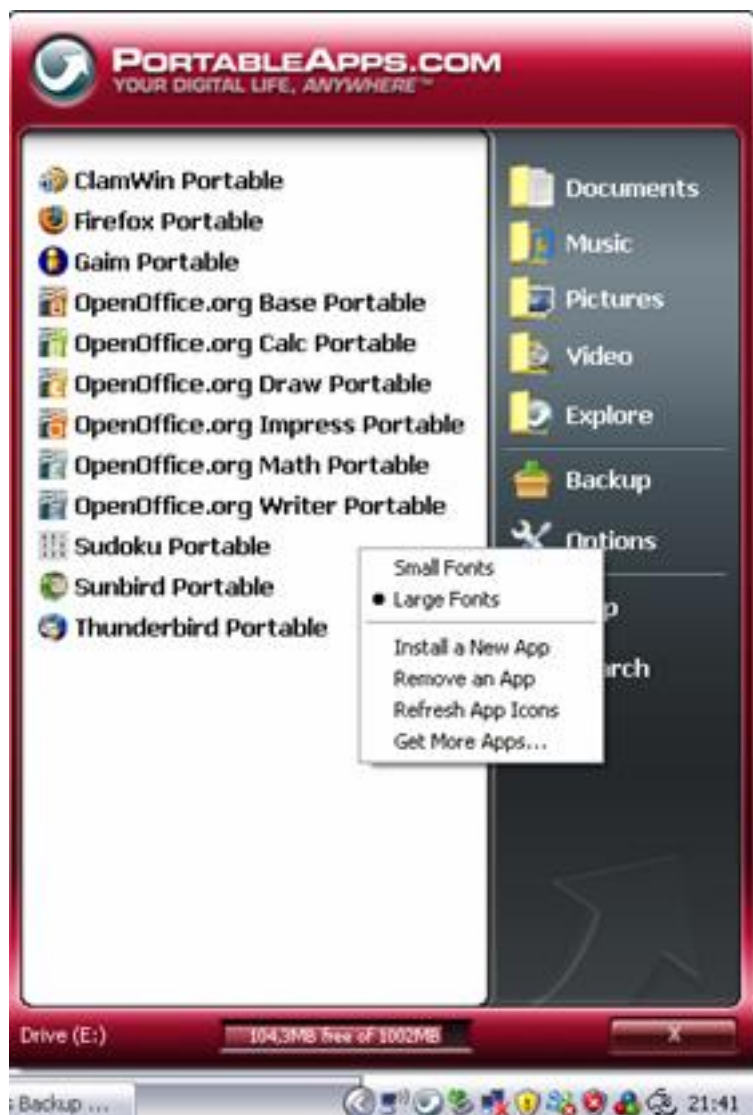 PORTABLEAPPS.COM
YOUR DIGITAL LIFE, ANYWHERE™
ClamWin Portable
Firefox Portable
Gaim Portable
OpenOffice.org Base Portable
OpenOffice.org Calc Portable
OpenOffice.org Draw Portable
OpenOffice.org Impress Portable
OpenOffice.org Math Portable
OpenOffice.org Writer Portable
Sudoku Portable
Sunbird Portable
Thunderbird Portable
Documents
Music
Pictures
Video
Explore
Backup
Options
p
rch
Small Fonts
Large Fonts
Install a New App
Remove an App
Refresh App Icons
Get More Apps...
Drive (E:)
104,3MB free of 1002MB
X
Backup ...
21:41